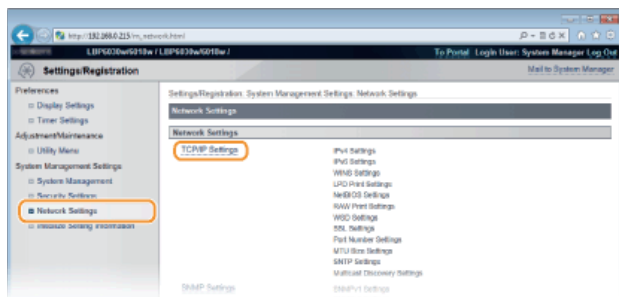 http://192.168.0.215/m_network.html
LBP6030w/6018w / LBP6030w/6018w /
To Portal Login User: System Manager Log Out
Settings/Registration
Mail to System Manager
Preferences
Display Settings
Timer Settings
Adjustment/Maintenance
Utility Menu
System Management Settings
System Management
Security Settings
Network Settings
Initialize Setting Information
Settings/Registration: System Management Settings: Network Settings
Network Settings
Network Settings
TCP/IP Settings
IPv4 Settings
IPv6 Settings
WINS Settings
LPD Print Settings
NetBIOS Settings
RAW Print Settings
WSD Settings
SSL Settings
Port Number Settings
MTU Size Settings
SNTP Settings
Multicast Discovery Settings
SNMP Settings
SNMPv1 Settings